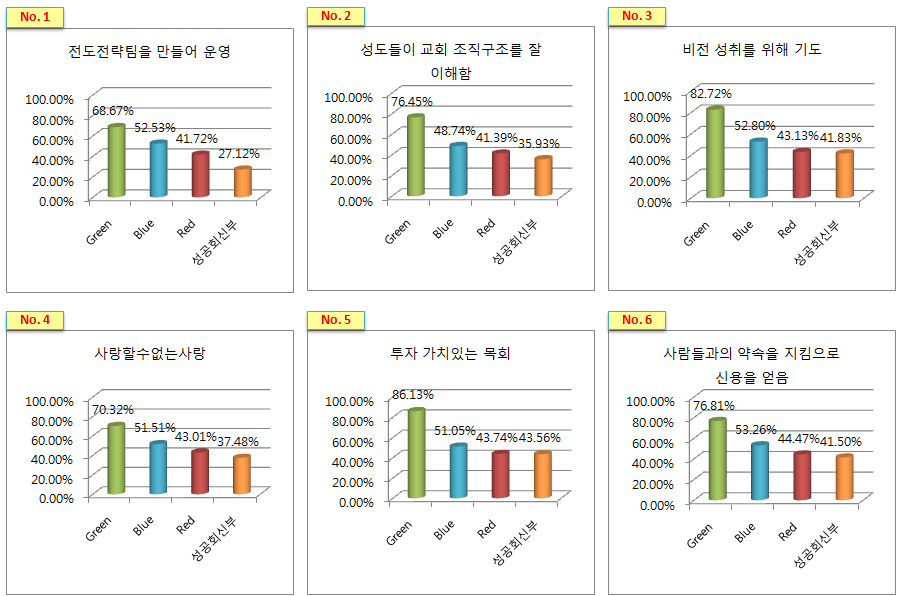 No. 1
전도전략팀을 만들어 운영
100.00%
80.00%
60.00%
40.00%
20.00%
0.00%
68.67%
52.53%
41.72%
27.12%
Green
Blue
Red
성공회신부
No. 2
성도들이 교회 조직구조를 잘
이해함
100.00%
80.00%
60.00%
40.00%
20.00%
0.00%
76.45%
48.74%
41.39%
35.93%
Green
Blue
Red
성공회신부
No. 3
비전 성취를 위해 기도
100.00%
80.00%
60.00%
40.00%
20.00%
0.00%
82.72%
52.80%
43.13%
41.83%
Green
Blue
Red
성공회신부
No. 4
사랑할수없는사랑
100.00%
80.00%
60.00%
40.00%
20.00%
0.00%
70.32%
51.51%
43.01%
37.48%
Green
Blue
Red
성공회신부
No. 5
투자 가치있는 목회
100.00%
80.00%
60.00%
40.00%
20.00%
0.00%
86.13%
51.05%
43.74%
43.56%
Green
Blue
Red
성공회신부
No. 6
사람들과의 약속을 지킴으로
신용을 얻음
100.00%
80.00%
60.00%
40.00%
20.00%
0.00%
76.81%
53.26%
44.47%
41.50%
Green
Blue
Red
성공회신부